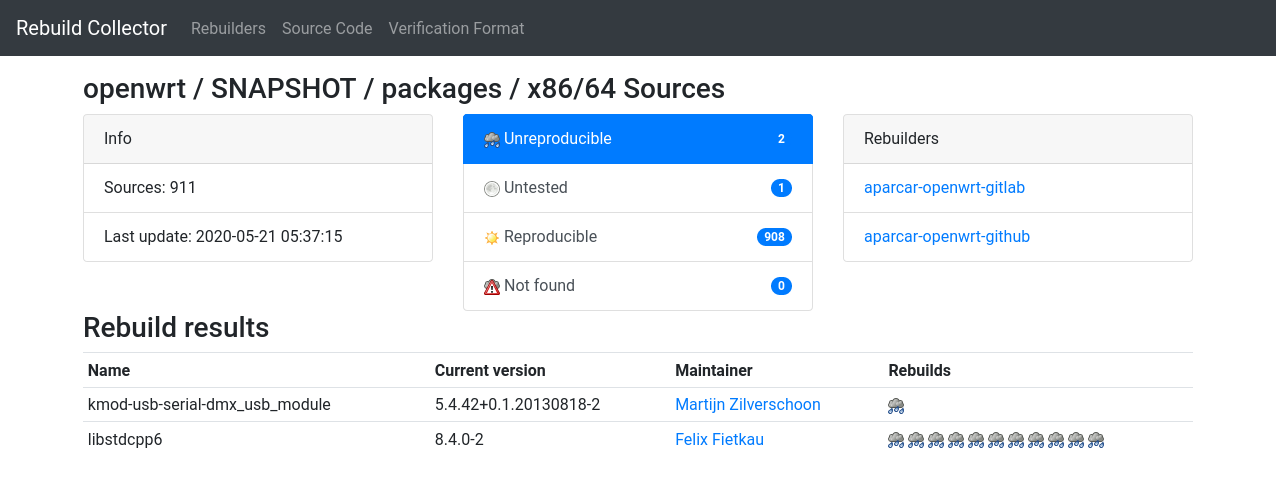 Rebuild Collector Rebuilders Source Code Verification Format
openwrt / SNAPSHOT / packages / x86/64 Sources
Info
Sources: 911
Last update: 2020-05-21 05:37:15
Unreproducible 2
Untested 1
Reproducible 908
Not found 0
Rebuilders
aparcar-openwrt-gitlab
aparcar-openwrt-github
Rebuild results
Name Current version Maintainer Rebuilds
kmod-usb-serial-dmx_usb_module 5.4.42+0.1.20130818-2 Martijn Zilverschoon
libstdcpp6 8.4.0-2 Felix Fietkau